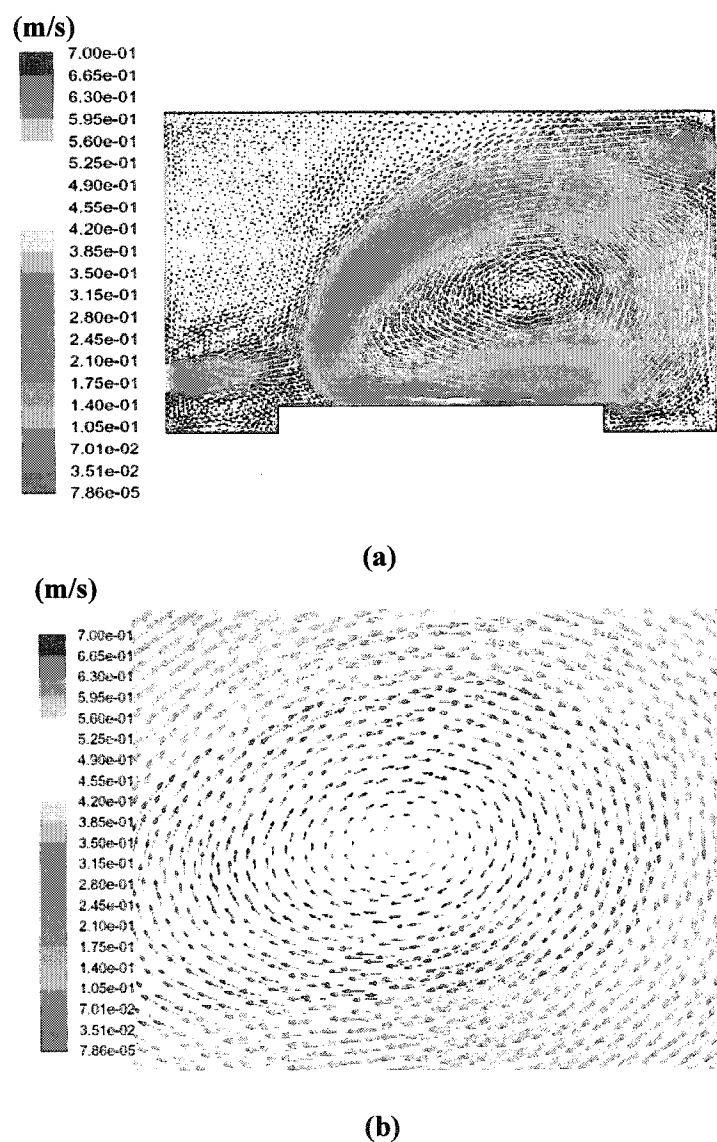 (m/s)
7.00e-01
6.65e-01
6.30e-01
5.95e-01
5.60e-01
5.25e-01
4.90e-01
4.55e-01
4.20e-01
3.85e-01
3.50e-01
3.15e-01
2.80e-01
2.45e-01
2.10e-01
1.75e-01
1.40e-01
1.05e-01
7.01e-02
3.51e-02
7.86e-05
(a)
(m/s)
7.00e-01
6.65e-01
6.30e-01
5.95e-01
5.60e-01
5.25e-01
4.90e-01
4.55e-01
4.20e-01
3.85e-01
3.50e-01
3.15e-01
2.80e-01
2.45e-01
2.10e-01
1.75e-01
1.40e-01
1.05e-01
7.01e-02
3.51e-02
7.86e-05
(b)